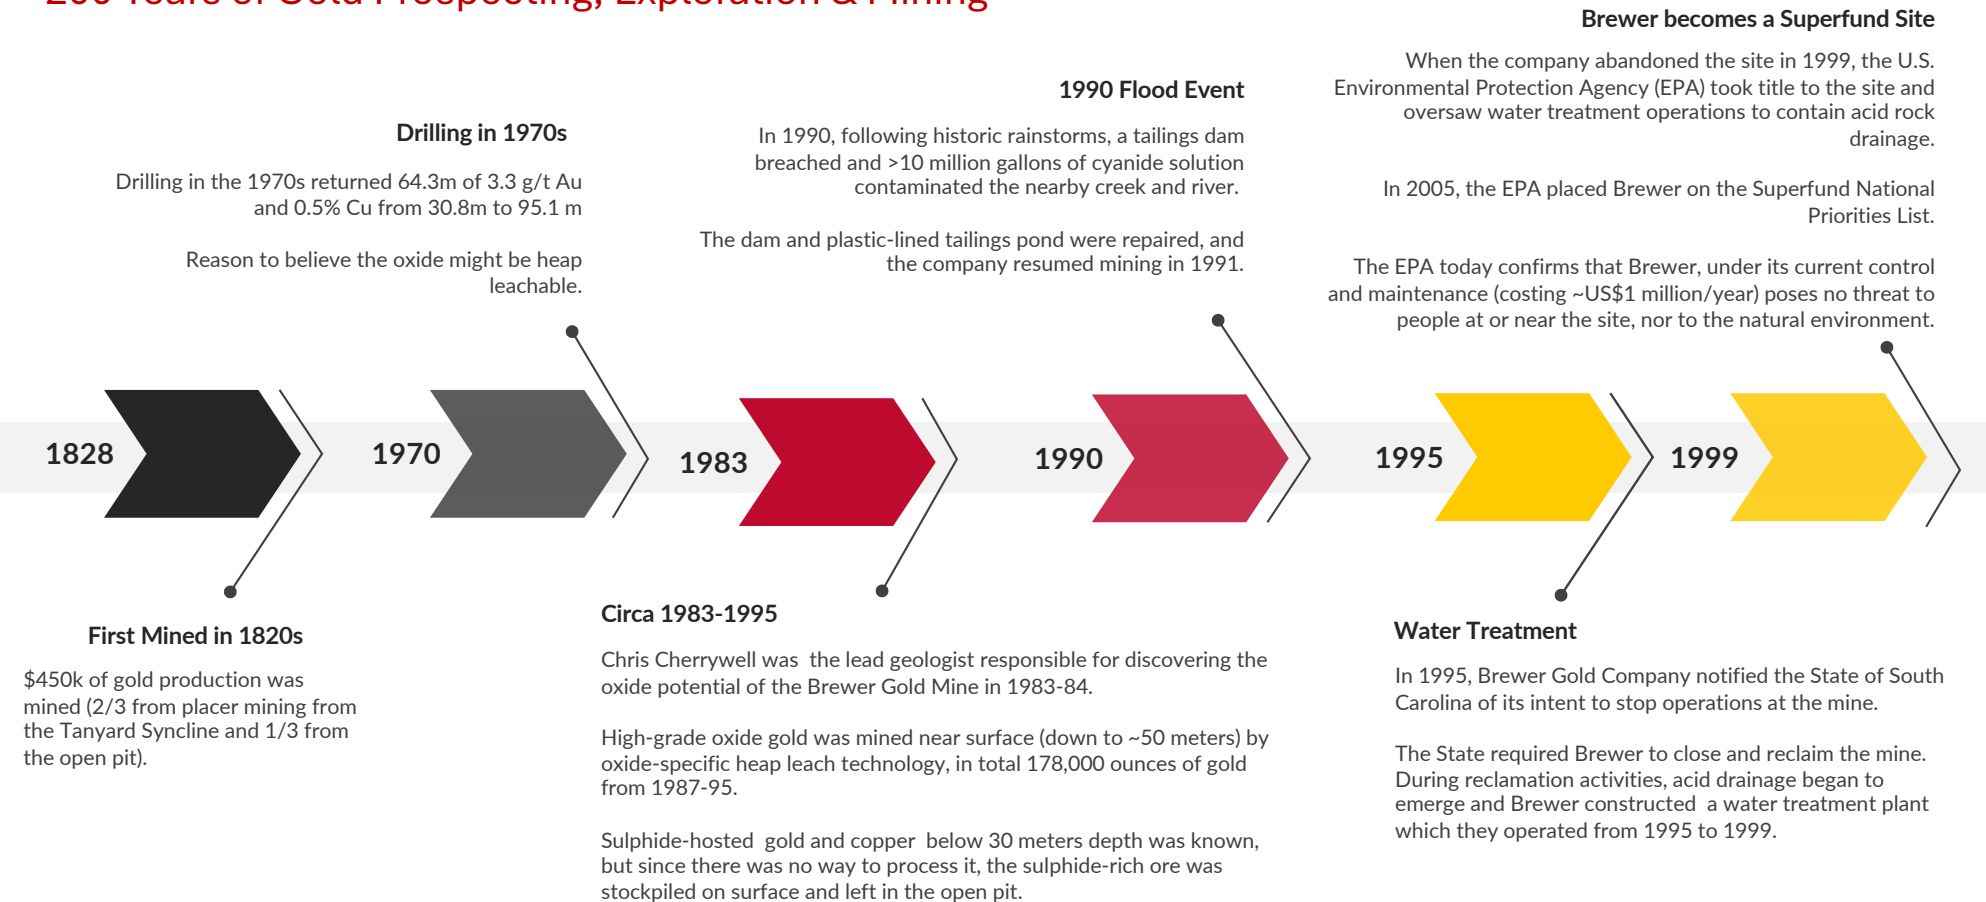 200 Years of Gold Prospecting, Exploration & Mining
Brewer becomes a Superfund Site
When the company abandoned the site in 1999, the U.S.
Environmental Protection Agency (EPA) took title to the site and
oversaw water treatment operations to contain acid rock
drainage.
In 2005, the EPA placed Brewer on the Superfund National
Priorities List.
The EPA today confirms that Brewer, under its current control
and maintenance (costing ~US$1 million/year) poses no threat to
people at or near the site, nor to the natural environment.
1990 Flood Event
In 1990, following historic rainstorms, a tailings dam
breached and >10 million gallons of cyanide solution
contaminated the nearby creek and river.
The dam and plastic-lined tailings pond were repaired, and
the company resumed mining in 1991.
Drilling in 1970s
Drilling in the 1970s returned 64.3m of 3.3 g/t Au
and 0.5% Cu from 30.8m to 95.1 m
Reason to believe the oxide might be heap
leachable.
1828
1970
1983
1990
1995
1999
First Mined in 1820s
$450k of gold production was
mined (2/3 from placer mining from
the Tanyard Syncline and 1/3 from
the open pit).
Circa 1983-1995
Chris Cherrywell was the lead geologist responsible for discovering the
oxide potential of the Brewer Gold Mine in 1983-84.
High-grade oxide gold was mined near surface (down to ~50 meters) by
oxide-specific heap leach technology, in total 178,000 ounces of gold
from 1987-95.
Sulphide-hosted gold and copper below 30 meters depth was known,
but since there was no way to process it, the sulphide-rich ore was
stockpiled on surface and left in the open pit.
Water Treatment
In 1995, Brewer Gold Company notified the State of South
Carolina of its intent to stop operations at the mine.
The State required Brewer to close and reclaim the mine.
During reclamation activities, acid drainage began to
emerge and Brewer constructed a water treatment plant
which they operated from 1995 to 1999.